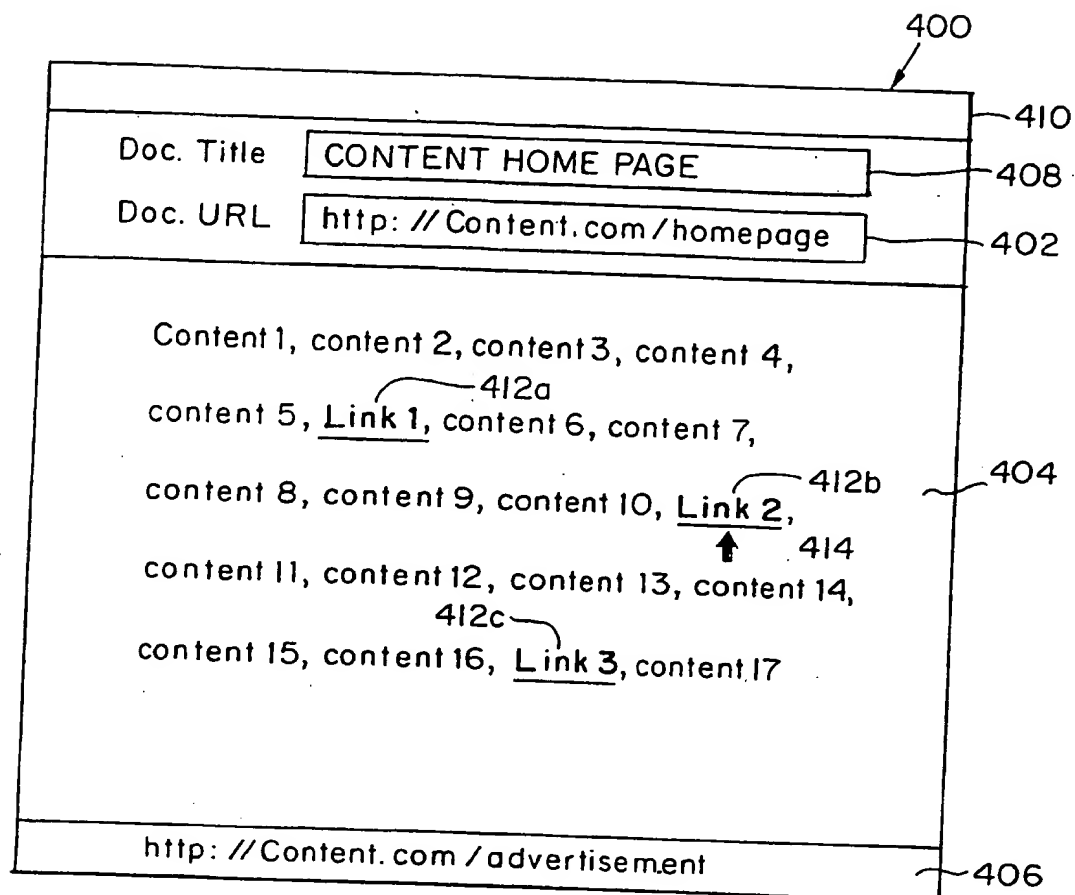 400
410
Doc. Title CONTENT HOME PAGE 408
Doc. URL http: // Content.com/homepage 402
Content 1, content 2, content 3, content 4,
412a
content 5, Link 1, content 6, content 7,
412b 404
content 8, content 9, content 10, Link 2,
414
content 11, content 12, content 13, content 14,
412c
content 15, content 16, Link 3, content 17
http: // Content. com / advertisement 406